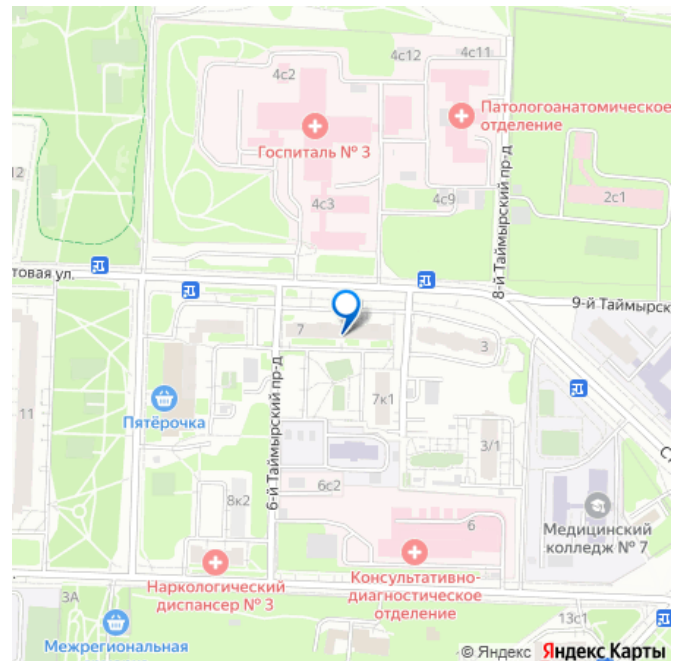 4с12
4с11
4с2
Патологоанатомическое
отделение
Госпиталь № 3
12
4с3
4с9
2с1
8-й Таймырский пр-д
товая ул.
9-й Таймырск
7
3
6-й Таймырский пр-д
7к1
11
Пятёрочка
3/1
С
6с2
8к2
6
Медицинский
колледж № 7
Наркологический
диспансер № 3
Консультативно-
диагностическое
отделение
3А
13с1
Межрегиональная
© Яндекс Яндекс Карты